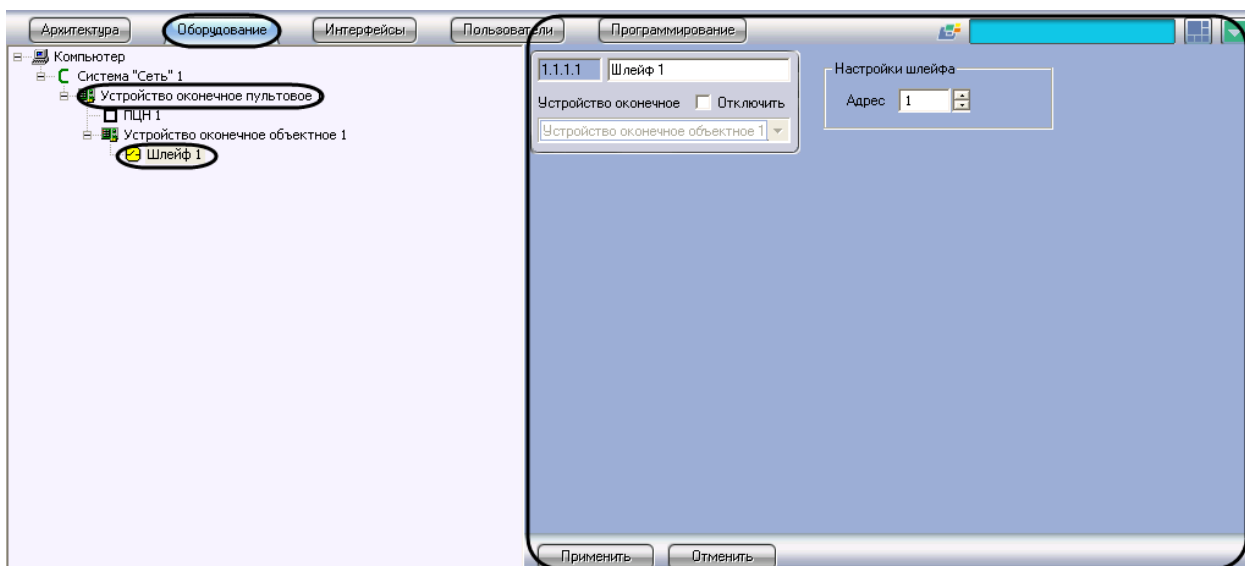 Архитектура Оборудование Интерфейсы Пользователи Программирование
Компьютер
Система "Сеть" 1
Устройство оконечное пультовое
ПЦН 1
Устройство оконечное объектное 1
Шлейф 1
1.1.1.1 Шлейф 1
Устройство оконечное Отключить
Устройство оконечное объектное 1
Настройки шлейфа
Адрес 1
Применить Отменить